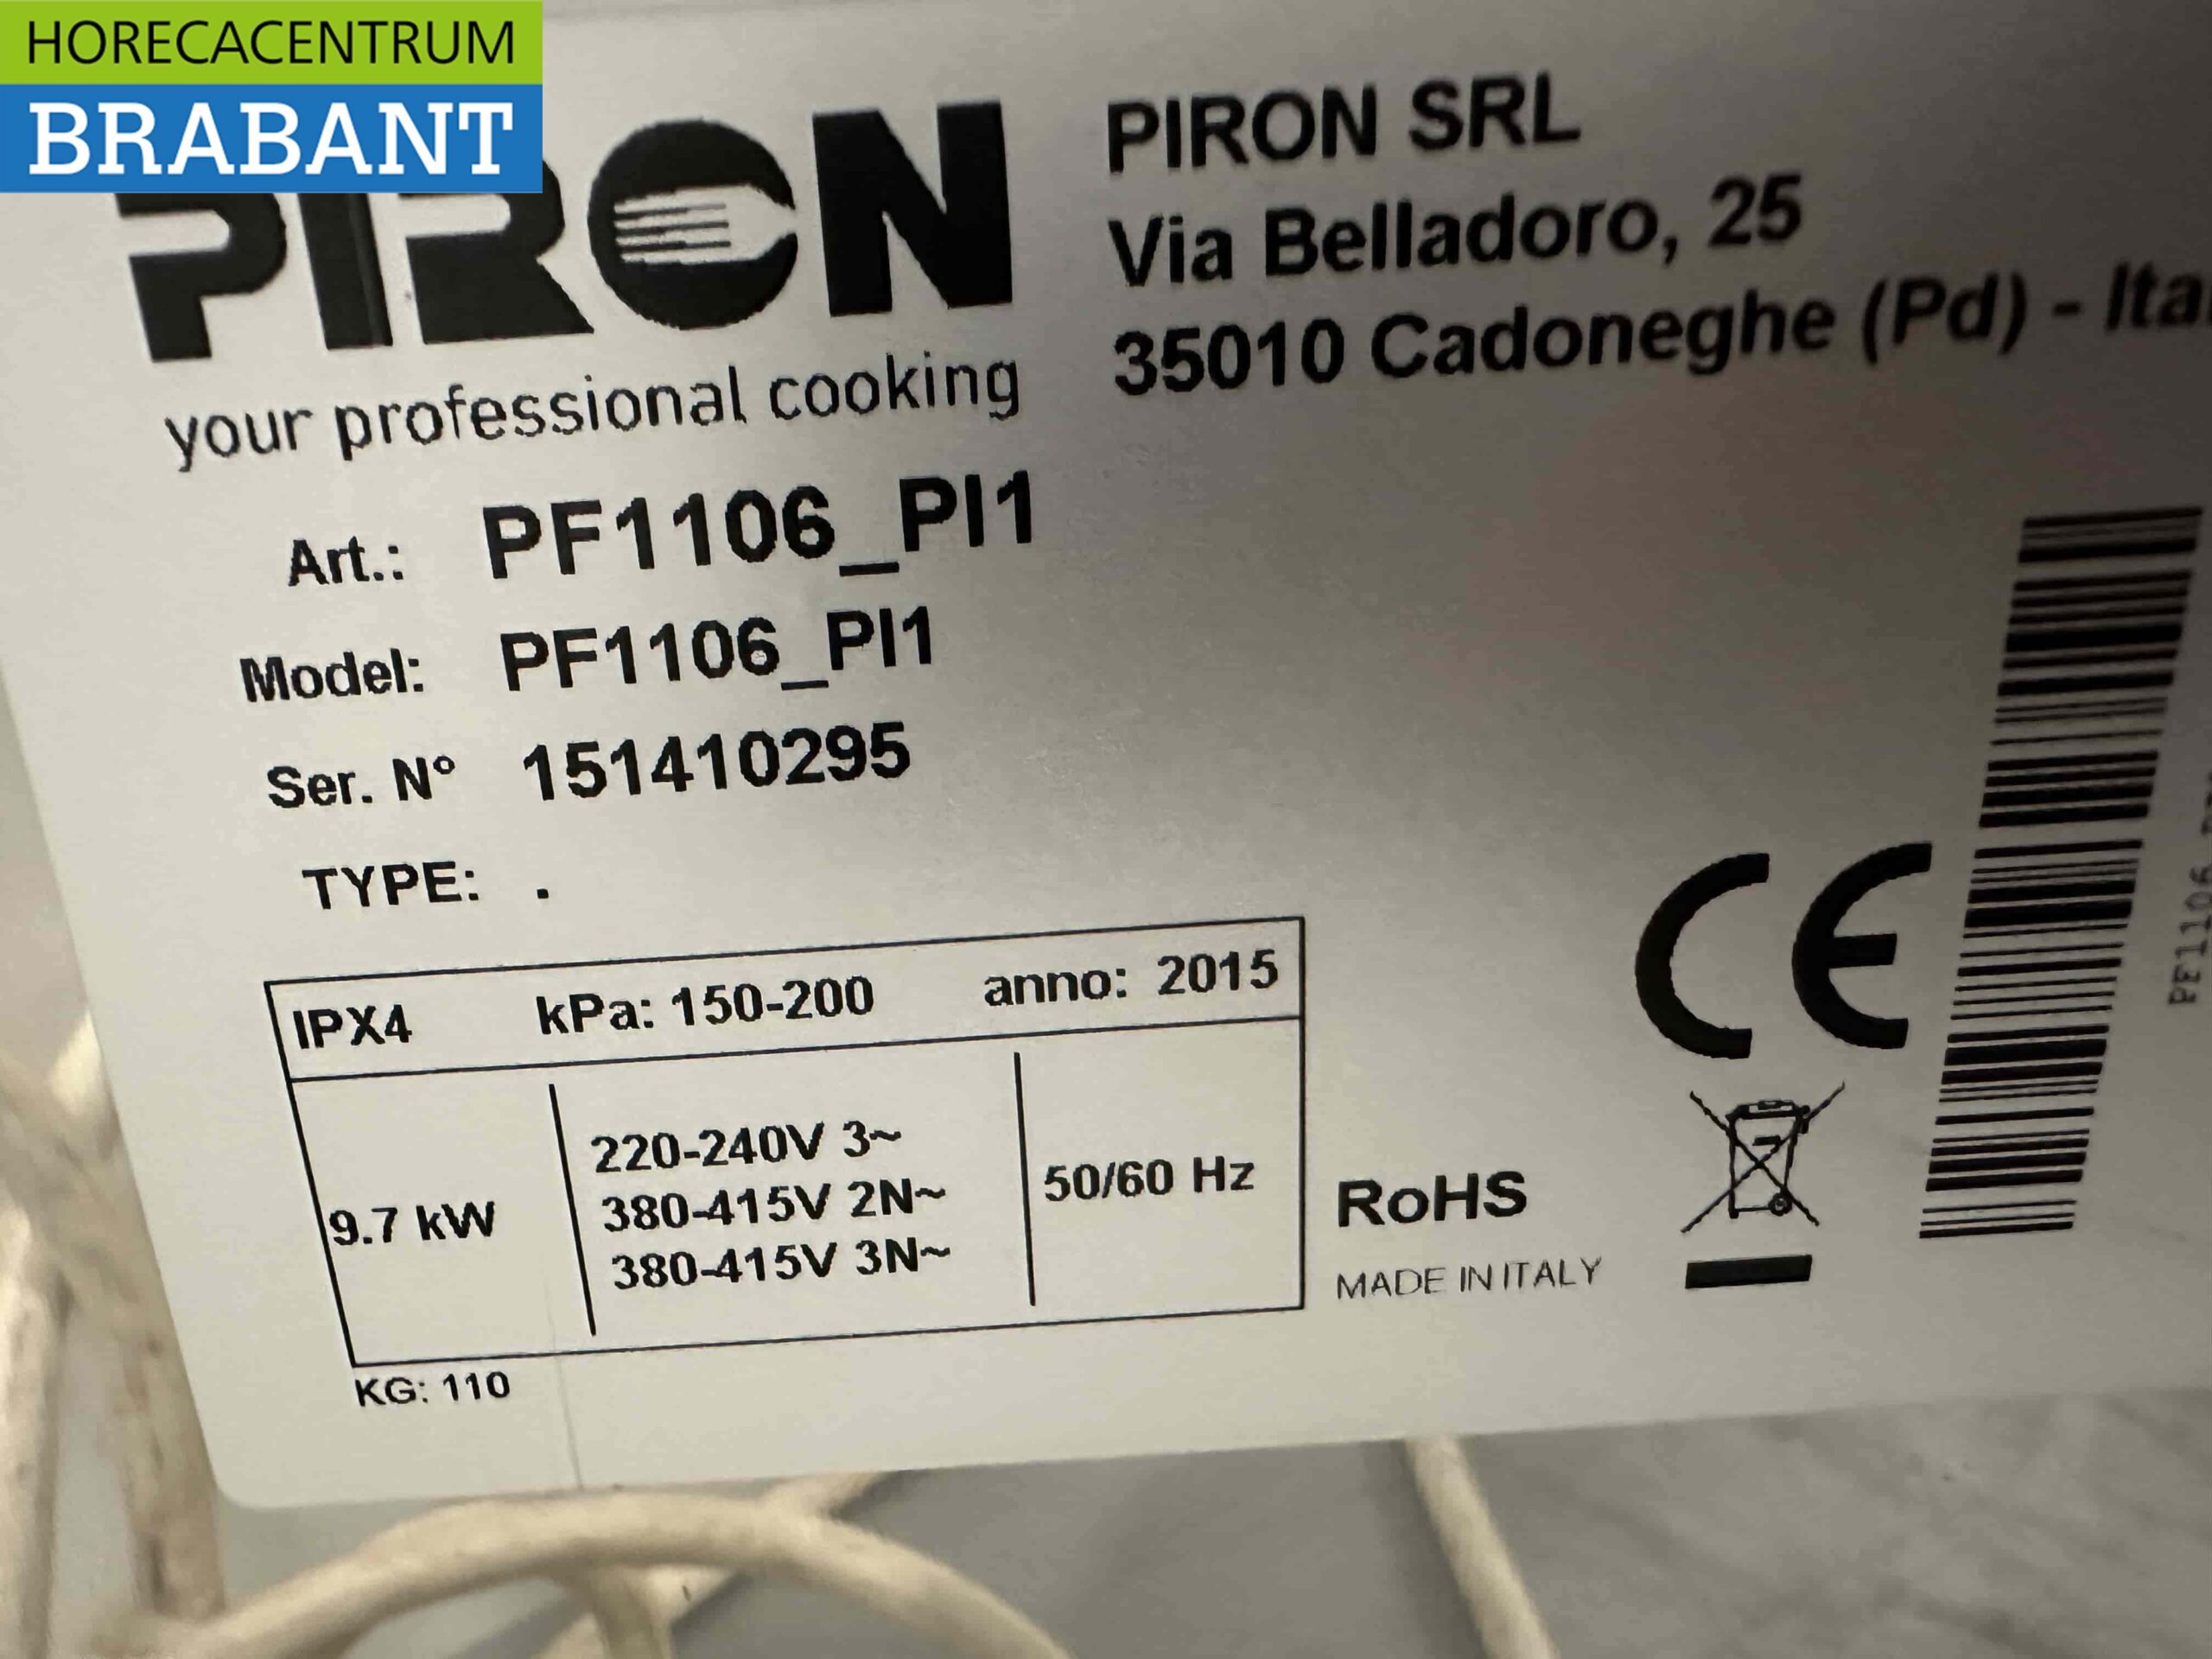 HORECACENTRUM
BRABANT
PIRON
your professional cooking
PIRON SRL
Via Belladoro, 25
35010 Cadoneghe (Pd) - Ita
Art.: PF1106_PI1
Model: PF1106_PI1
Ser. N° 151410295
TYPE: .
IPX4 kPa: 150-200 anno: 2015
9.7 kW
220-240V 3~
380-415V 2N~
380-415V 3N~
50/60 Hz
KG: 110
RoHS
MADE IN ITALY
CE
PF1106